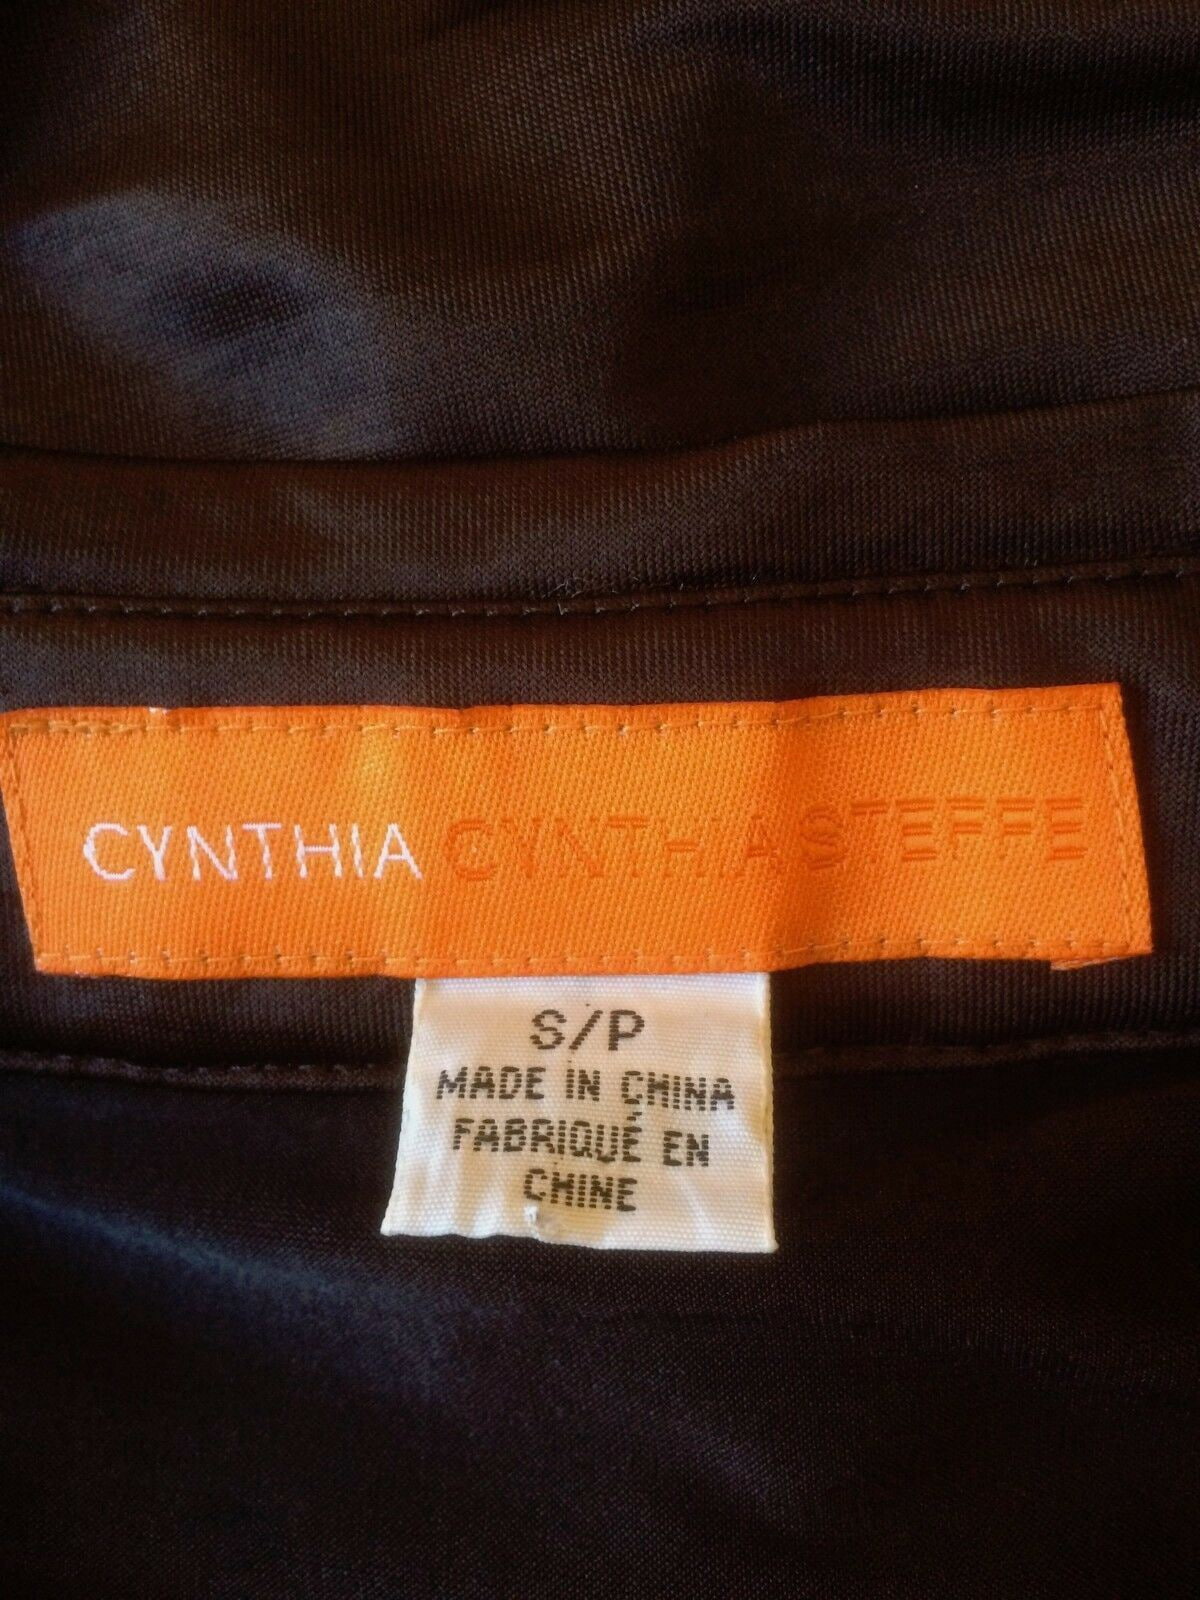 CYNTHIA CYNTHIA STEFFE
S/P
MADE IN CHINA
FABRIQUÉ EN
CHINE